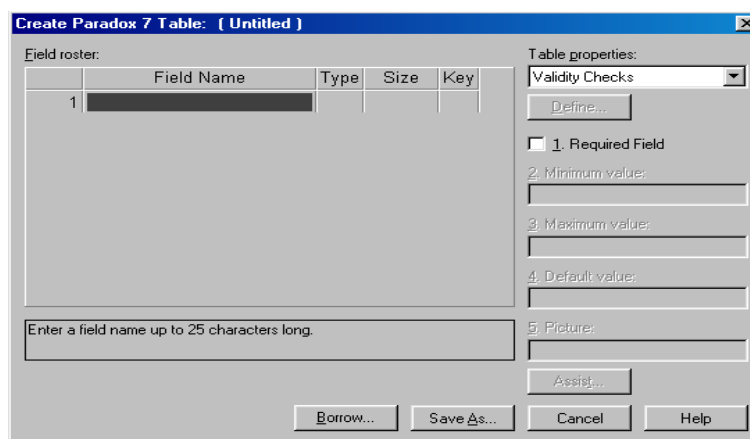 Create Paradox 7 Table: ( Untitled )
Field roster:
Field Name Type Size Key
1
Enter a field name up to 25 characters long.
Borrow... Save As...
Table properties:
Validity Checks
Define...
1. Required Field
2. Minimum value:
3. Maximum value:
4. Default value:
5. Picture:
Assist...
Cancel Help